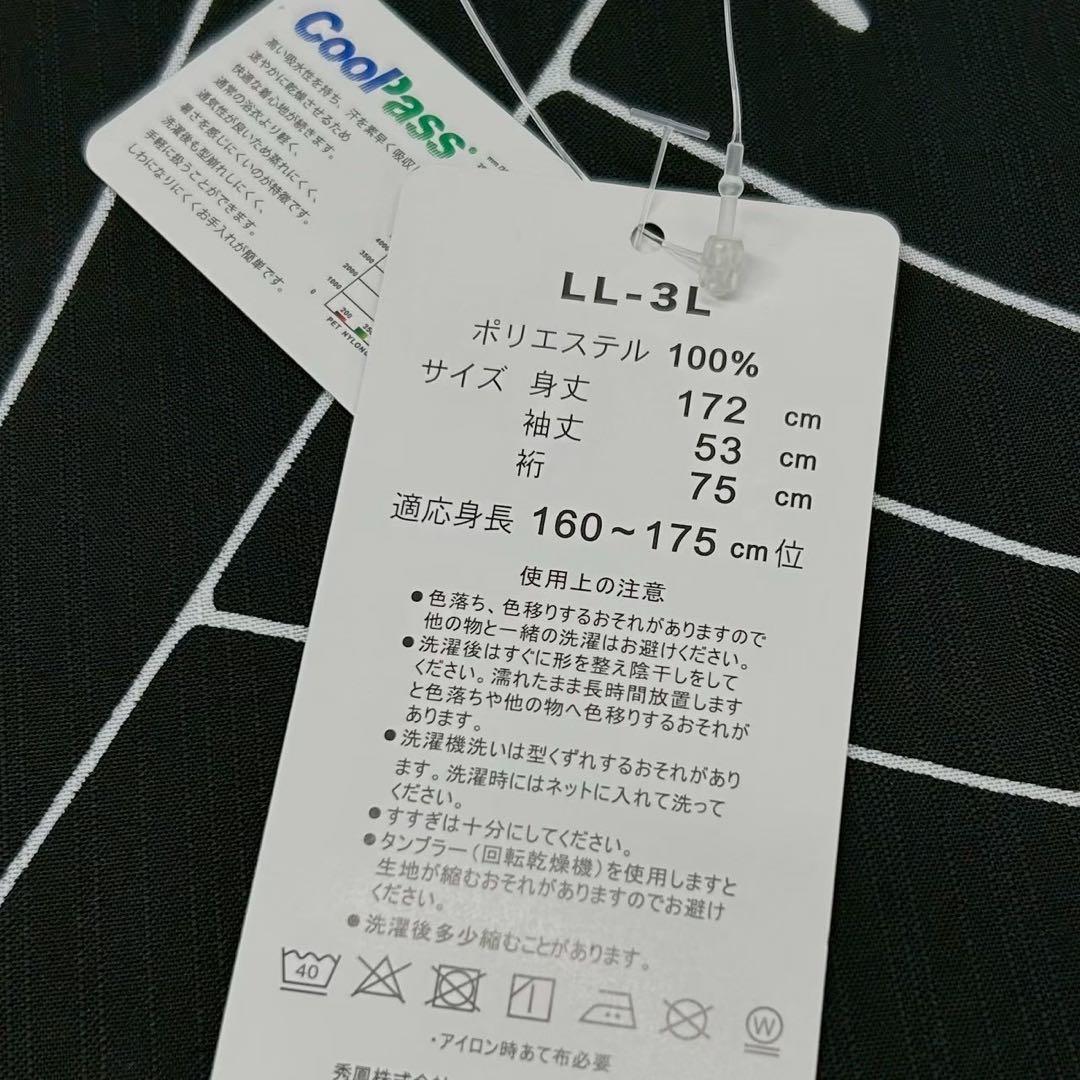 CoolPass
高い吸水性を持ち、汗を素早く吸収!
速やかに乾燥させるため
快適な着心地が続きます。
通常の浴衣より軽く、
通気性が良いため蒸れにくく、
暑さを感じにくいのが特徴です。
洗濯後も型崩れしにくく、
手軽に扱うことができます。
しわになりにくくお手入れが簡単です。
3500
2000
1000
0
200
PET NYLON
LL-3L
ポリエステル 100%
サイズ 身丈 172 cm
袖丈 53 cm
裄 75 cm
適応身長 160~175 cm位
使用上の注意
●色落ち、色移りするおそれがありますので
他の物と一緒の洗濯はお避けください。
●洗濯後はすぐに形を整え陰干しをして
ください。濡れたまま長時間放置します
と色落ちや他の物へ色移りするおそれが
あります。
●洗濯機洗いは型くずれするおそれがあり
ます。洗濯時にはネットに入れて洗って
ください。
●すすぎは十分にしてください。
●タンブラー(回転乾燥機)を使用しますと
生地が縮むおそれがありますのでお避け
ください。
●洗濯後多少縮むことがあります。
40
W
・アイロン時あて布必要
秀鳳株式会